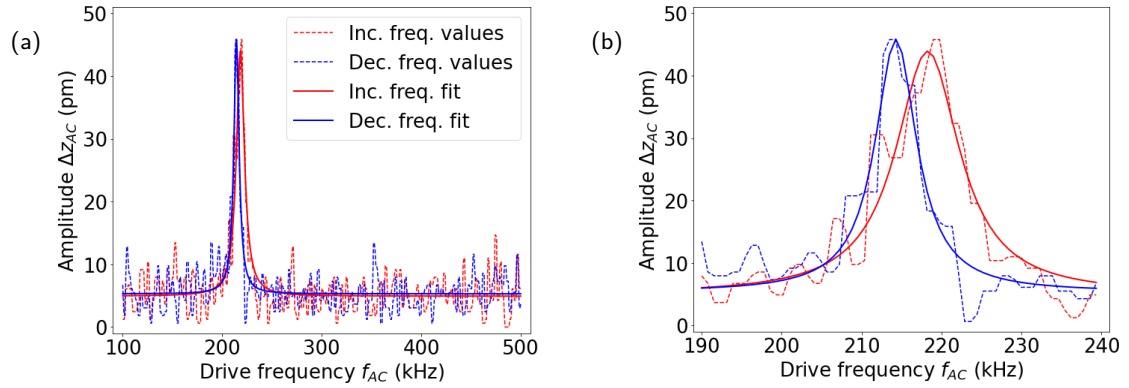 (a)
Amplitude Δz_AC (pm)
50
40
30
20
10
0
Inc. freq. values
Dec. freq. values
Inc. freq. fit
Dec. freq. fit
100 200 300 400 500
Drive frequency f_AC (kHz)
(b)
Amplitude Δz_AC (pm)
50
40
30
20
10
0
190 200 210 220 230 240
Drive frequency f_AC (kHz)